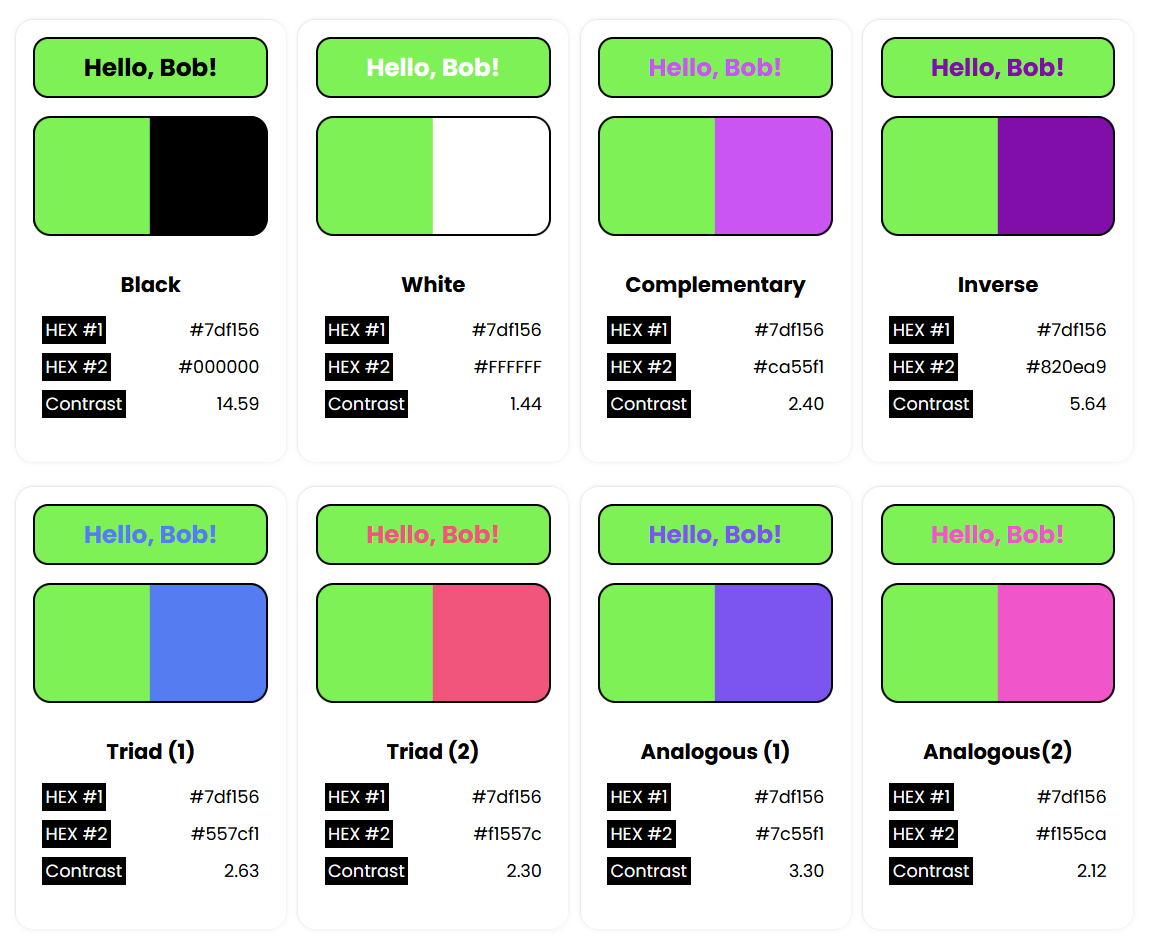 Hello, Bob!
Black
HEX #1 #7df156
HEX #2 #000000
Contrast 14.59
Hello, Bob!
White
HEX #1 #7df156
HEX #2 #FFFFFF
Contrast 1.44
Hello, Bob!
Complementary
HEX #1 #7df156
HEX #2 #ca55f1
Contrast 2.40
Hello, Bob!
Inverse
HEX #1 #7df156
HEX #2 #820ea9
Contrast 5.64
Hello, Bob!
Triad (1)
HEX #1 #7df156
HEX #2 #557cf1
Contrast 2.63
Hello, Bob!
Triad (2)
HEX #1 #7df156
HEX #2 #f1557c
Contrast 2.30
Hello, Bob!
Analogous (1)
HEX #1 #7df156
HEX #2 #7c55f1
Contrast 3.30
Hello, Bob!
Analogous(2)
HEX #1 #7df156
HEX #2 #f155ca
Contrast 2.12